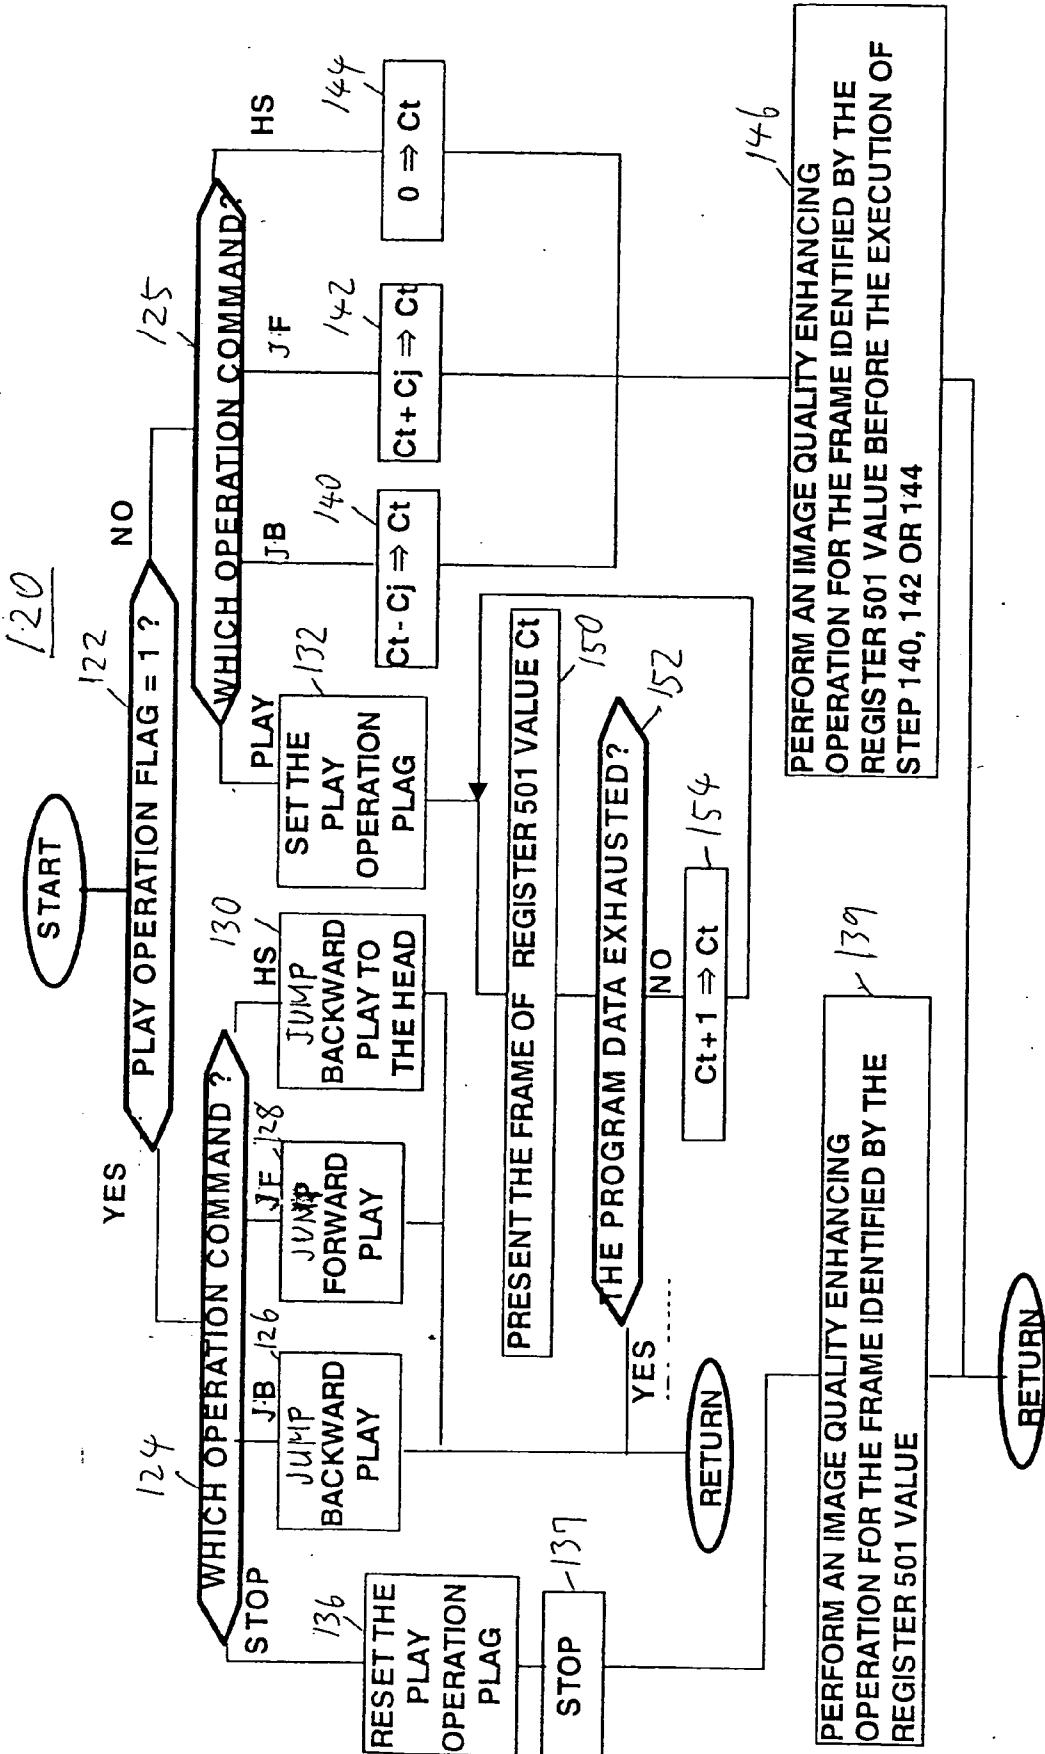 120
START
122
PLAY OPERATION FLAG = 1 ?
YES
NO
124
WHICH OPERATION COMMAND ?
125
WHICH OPERATION COMMAND?
STOP
J·B
JF
HS
PLAY
J·B
J·F
HS
136
RESET THE
PLAY
OPERATION
PLAG
126
JUMP
BACKWARD
PLAY
128
JUMP
FORWARD
PLAY
130
JUMP
BACKWARD
PLAY TO
THE HEAD
132
SET THE
PLAY
OPERATION
PLAG
140
Ct - Cj ⇒ Ct
142
Ct + Cj ⇒ Ct
144
0 ⇒ Ct
137
STOP
150
PRESENT THE FRAME OF REGISTER 501 VALUE Ct
152
THE PROGRAM DATA EXHAUSTED?
YES
NO
154
Ct+1 ⇒ Ct
RETURN
139
PERFORM AN IMAGE QUALITY ENHANCING
OPERATION FOR THE FRAME IDENTIFIED BY THE
REGISTER 501 VALUE
146
PERFORM AN IMAGE QUALITY ENHANCING
OPERATION FOR THE FRAME IDENTIFIED BY THE
REGISTER 501 VALUE BEFORE THE EXECUTION OF
STEP 140, 142 OR 144
RETURN